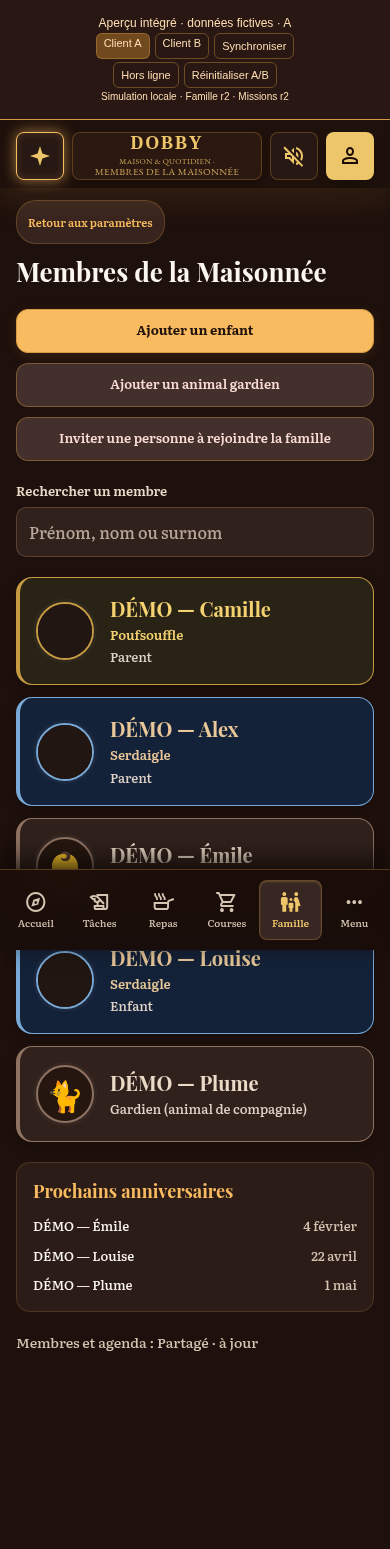 Aperçu intégré · données fictives · A
Client A
Client B
Synchroniser
Hors ligne
Réinitialiser A/B
Simulation locale · Famille r2 · Missions r2
DOBBY
MAISON & QUOTIDIEN ·
MEMBRES DE LA MAISONNÉE
Retour aux paramètres
Membres de la Maisonnée
Ajouter un enfant
Ajouter un animal gardien
Inviter une personne à rejoindre la famille
Rechercher un membre
Prénom, nom ou surnom
DÉMO — Camille
Poufsouffle
Parent
DÉMO — Alex
Serdaigle
Parent
DÉMO — Émile
Accueil
Tâches
Repas
Courses
Famille
Menu
DÉMO — Louise
Serdaigle
Enfant
DÉMO — Plume
Gardien (animal de compagnie)
Prochains anniversaires
DÉMO — Émile 4 février
DÉMO — Louise 22 avril
DÉMO — Plume 1 mai
Membres et agenda : Partagé · à jour